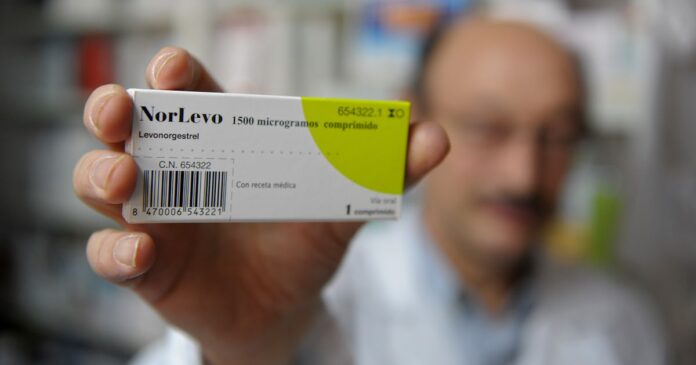 654322.1
NorLevo 1500 microgramos comprimido
Levonorgestrel
C.N. 654322
Con receta médica
Vía oral
8 470006 543221
1 comprimido